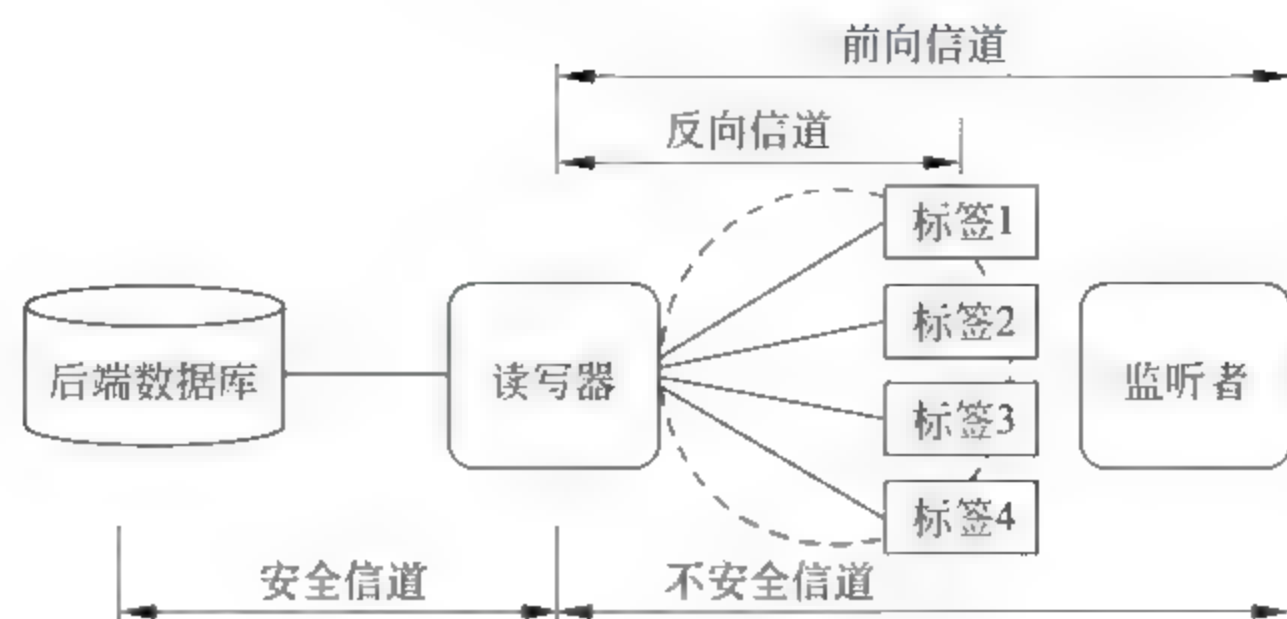 前向信道
反向信道
标签1
标签2
后端数据库
读写器
监听者
标签3
标签4
安全信道
不安全信道